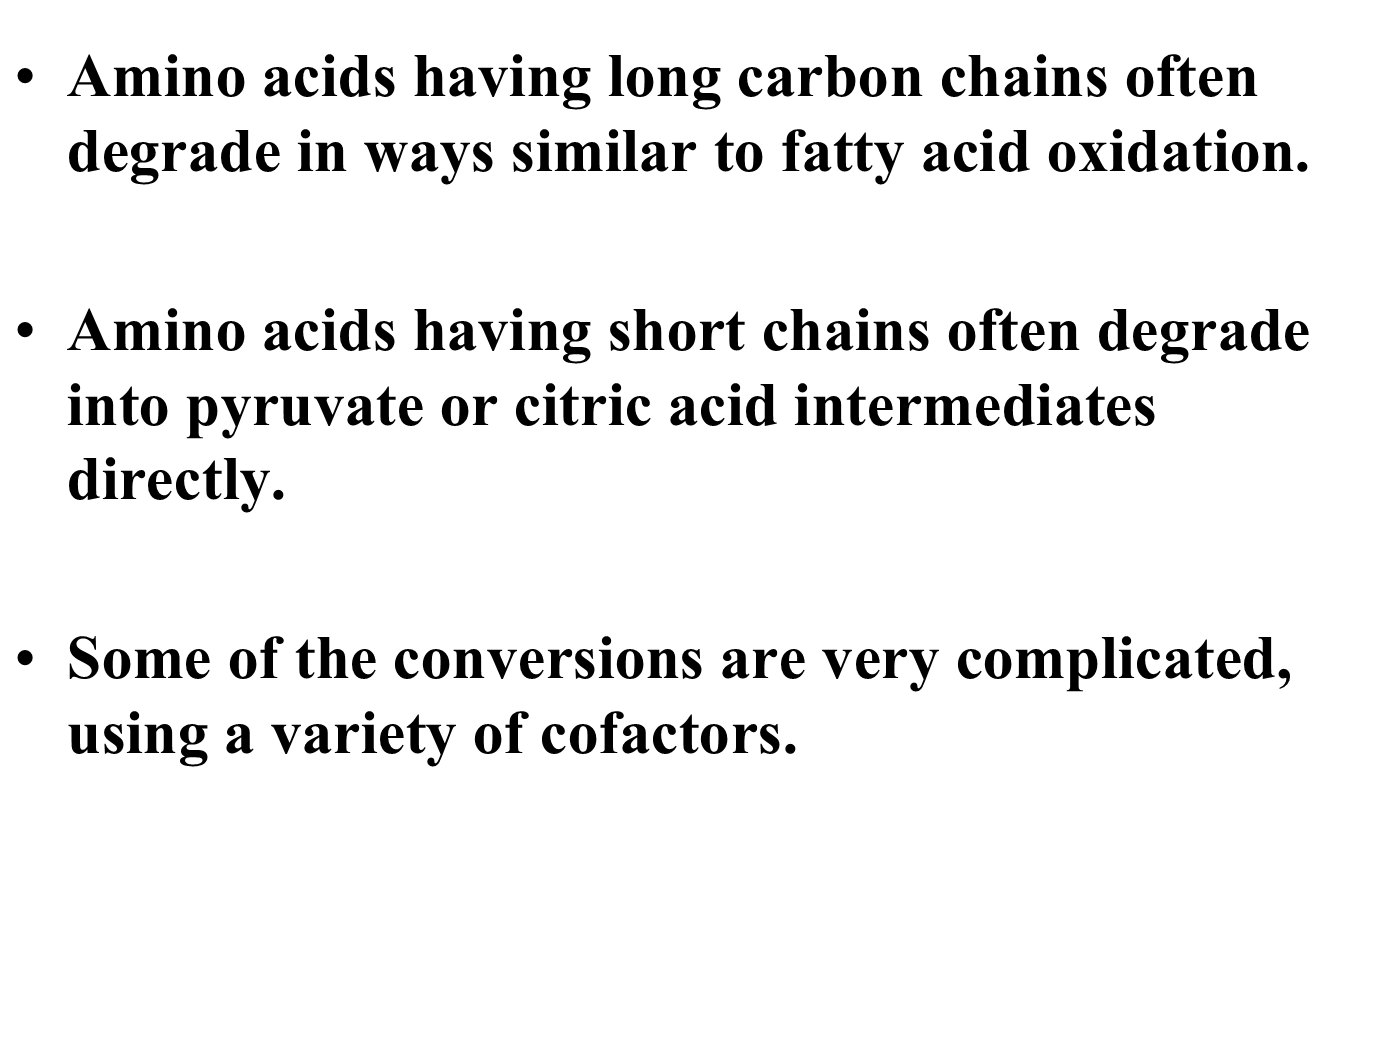 • Amino acids having long carbon chains often
degrade in ways similar to fatty acid oxidation.
• Amino acids having short chains often degrade
into pyruvate or citric acid intermediates
directly.
• Some of the conversions are very complicated,
using a variety of cofactors.